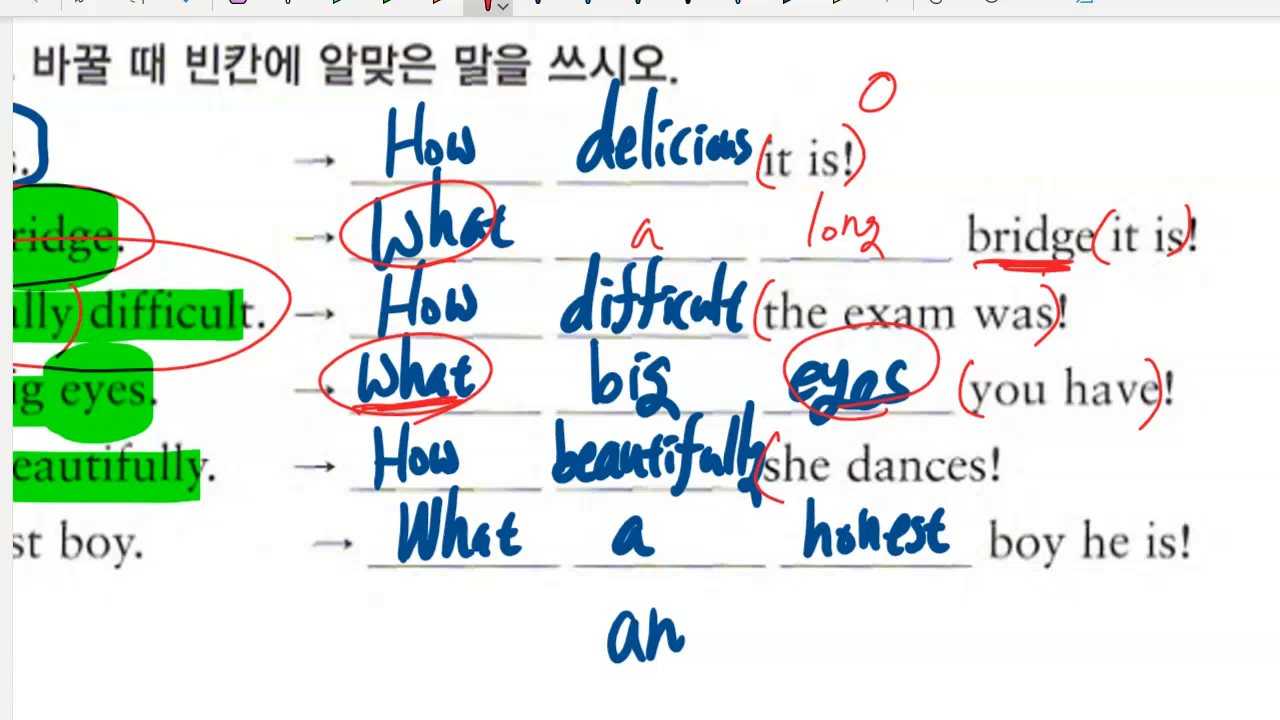 바꿀 때 빈칸에 알맞은 말을 쓰시오.
s. → How delicious (it is!) O
ridge. → What a long bridge (it is)!
lly) difficult. → How difficult (the exam was)!
ig eyes. → What big eyes (you have)!
eautifully. → How beautifully (she dances!
st boy. → What a honest boy he is!
an